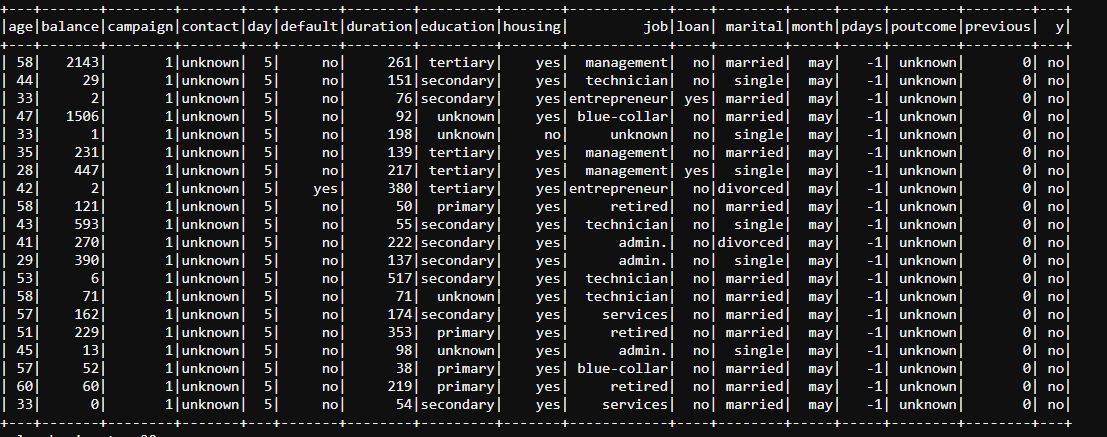 +---+-------+--------+-------+---+-------+--------+---------+-------+------------+----+--------+-----+-----+--------+--------+---+
|age|balance|campaign|contact|day|default|duration|education|housing|         job|loan| marital|month|pdays|poutcome|previous|  y|
+---+-------+--------+-------+---+-------+--------+---------+-------+------------+----+--------+-----+-----+--------+--------+---+
| 58|   2143|       1|unknown|  5|     no|     261| tertiary|    yes|  management|  no| married|  may|   -1| unknown|       0| no|
| 44|     29|       1|unknown|  5|     no|     151|secondary|    yes|  technician|  no|  single|  may|   -1| unknown|       0| no|
| 33|      2|       1|unknown|  5|     no|      76|secondary|    yes|entrepreneur| yes| married|  may|   -1| unknown|       0| no|
| 47|   1506|       1|unknown|  5|     no|      92|  unknown|    yes| blue-collar|  no| married|  may|   -1| unknown|       0| no|
| 33|      1|       1|unknown|  5|     no|     198|  unknown|     no|     unknown|  no|  single|  may|   -1| unknown|       0| no|
| 35|    231|       1|unknown|  5|     no|     139| tertiary|    yes|  management|  no| married|  may|   -1| unknown|       0| no|
| 28|    447|       1|unknown|  5|     no|     217| tertiary|    yes|  management| yes|  single|  may|   -1| unknown|       0| no|
| 42|      2|       1|unknown|  5|    yes|     380| tertiary|    yes|entrepreneur|  no|divorced|  may|   -1| unknown|       0| no|
| 58|    121|       1|unknown|  5|     no|      50|  primary|    yes|     retired|  no| married|  may|   -1| unknown|       0| no|
| 43|    593|       1|unknown|  5|     no|      55|secondary|    yes|  technician|  no|  single|  may|   -1| unknown|       0| no|
| 41|    270|       1|unknown|  5|     no|     222|secondary|    yes|      admin.|  no|divorced|  may|   -1| unknown|       0| no|
| 29|    390|       1|unknown|  5|     no|     137|secondary|    yes|      admin.|  no|  single|  may|   -1| unknown|       0| no|
| 53|      6|       1|unknown|  5|     no|     517|secondary|    yes|  technician|  no| married|  may|   -1| unknown|       0| no|
| 58|     71|       1|unknown|  5|     no|      71|  unknown|    yes|  technician|  no| married|  may|   -1| unknown|       0| no|
| 57|    162|       1|unknown|  5|     no|     174|secondary|    yes|    services|  no| married|  may|   -1| unknown|       0| no|
| 51|    229|       1|unknown|  5|     no|     353|  primary|    yes|     retired|  no| married|  may|   -1| unknown|       0| no|
| 45|     13|       1|unknown|  5|     no|      98|  unknown|    yes|      admin.|  no|  single|  may|   -1| unknown|       0| no|
| 57|     52|       1|unknown|  5|     no|      38|  primary|    yes| blue-collar|  no| married|  may|   -1| unknown|       0| no|
| 60|     60|       1|unknown|  5|     no|     219|  primary|    yes|     retired|  no| married|  may|   -1| unknown|       0| no|
| 33|      0|       1|unknown|  5|     no|      54|secondary|    yes|    services|  no| married|  may|   -1| unknown|       0| no|
+---+-------+--------+-------+---+-------+--------+---------+-------+------------+----+--------+-----+-----+--------+--------+---+